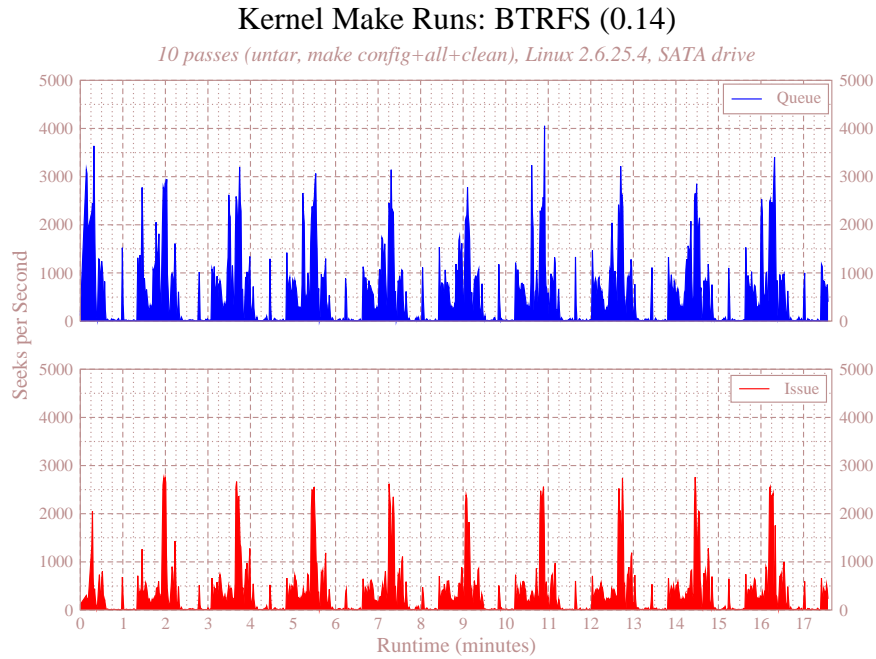 Kernel Make Runs: BTRFS (0.14)
10 passes (untar, make config+all+clean), Linux 2.6.25.4, SATA drive
5000 5000
Queue
4000 4000
3000 3000
2000 2000
1000 1000
0 0
Seeks per Second
5000 5000
Issue
4000 4000
3000 3000
2000 2000
1000 1000
0 0
0 1 2 3 4 5 6 7 8 9 10 11 12 13 14 15 16 17
Runtime (minutes)